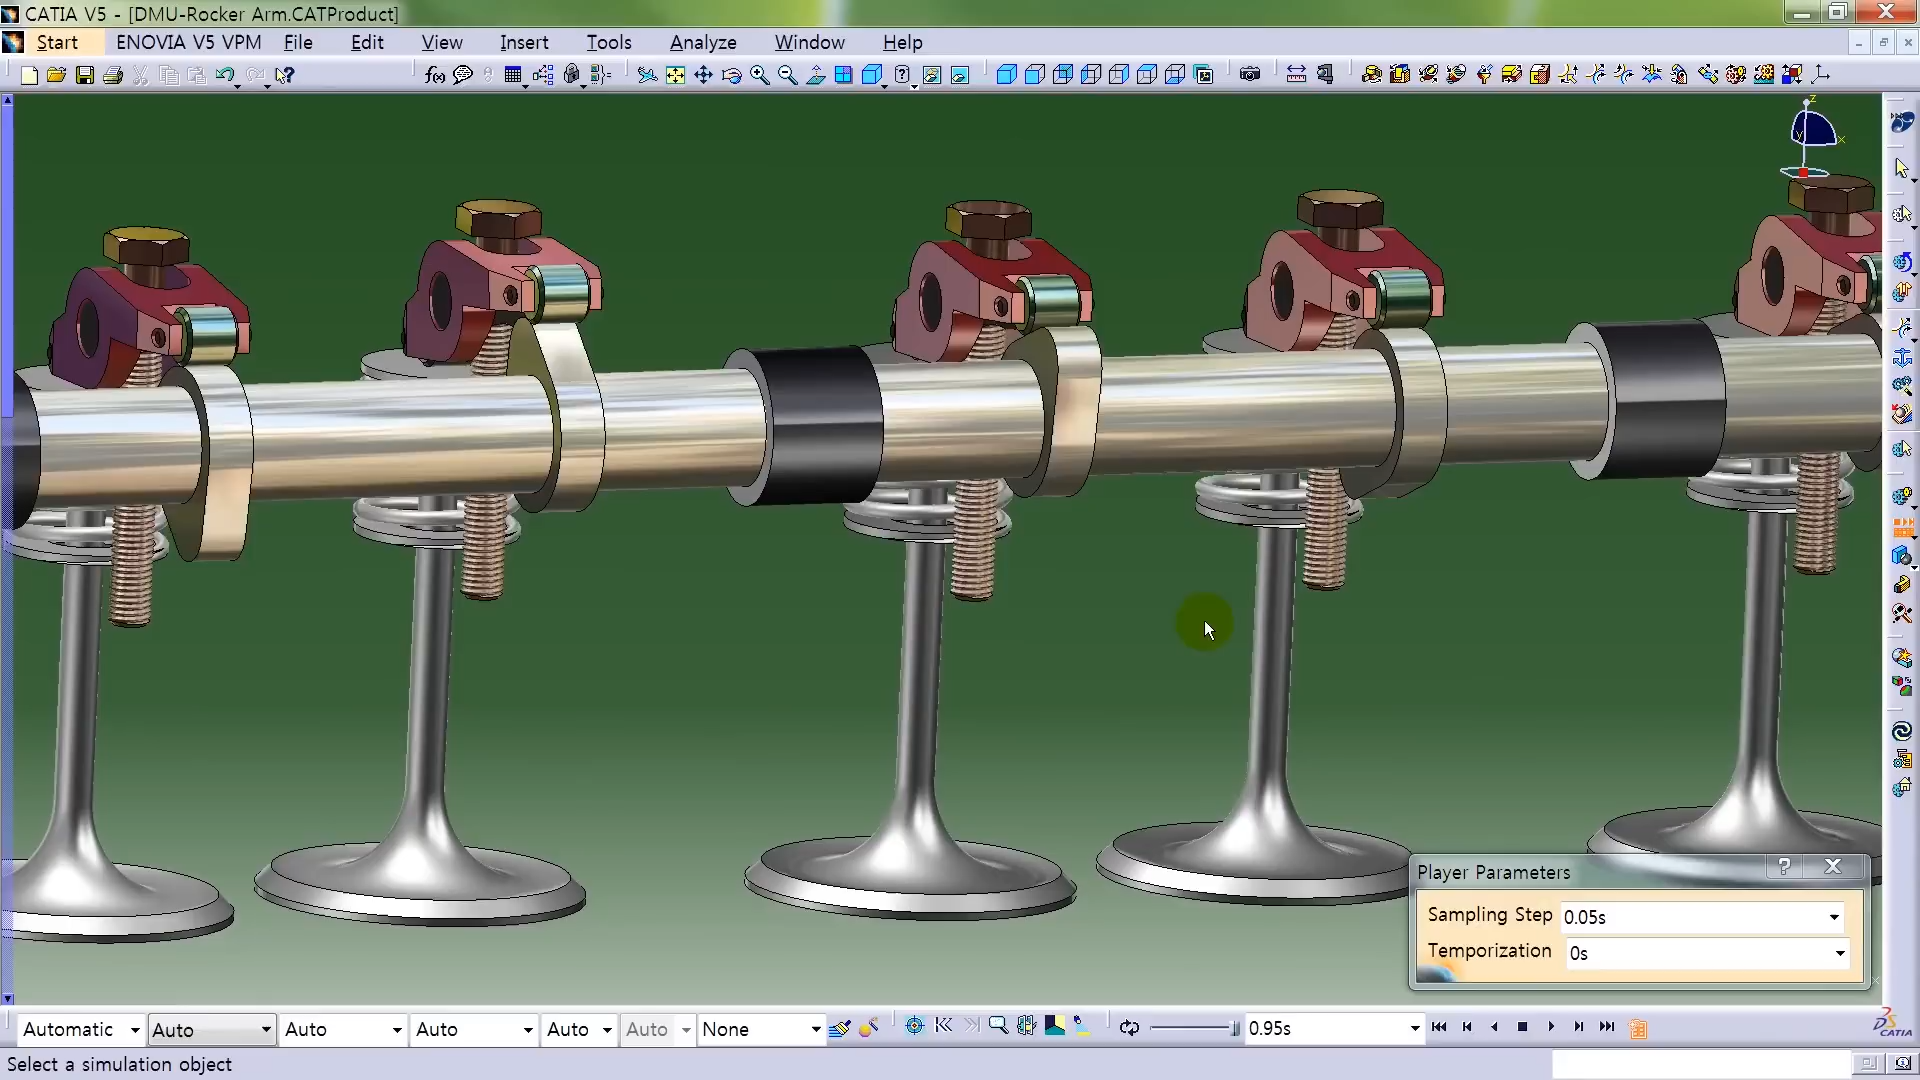 CATIA V5 - [DMU-Rocker Arm.CATProduct]
Start ENOVIA V5 VPM File Edit View Insert Tools Analyze Window Help
f(x)
z
y x
Player Parameters ?
Sampling Step 0.05s
Temporization 0s
Automatic Auto Auto Auto Auto Auto None 0.95s
CATIA
Select a simulation object